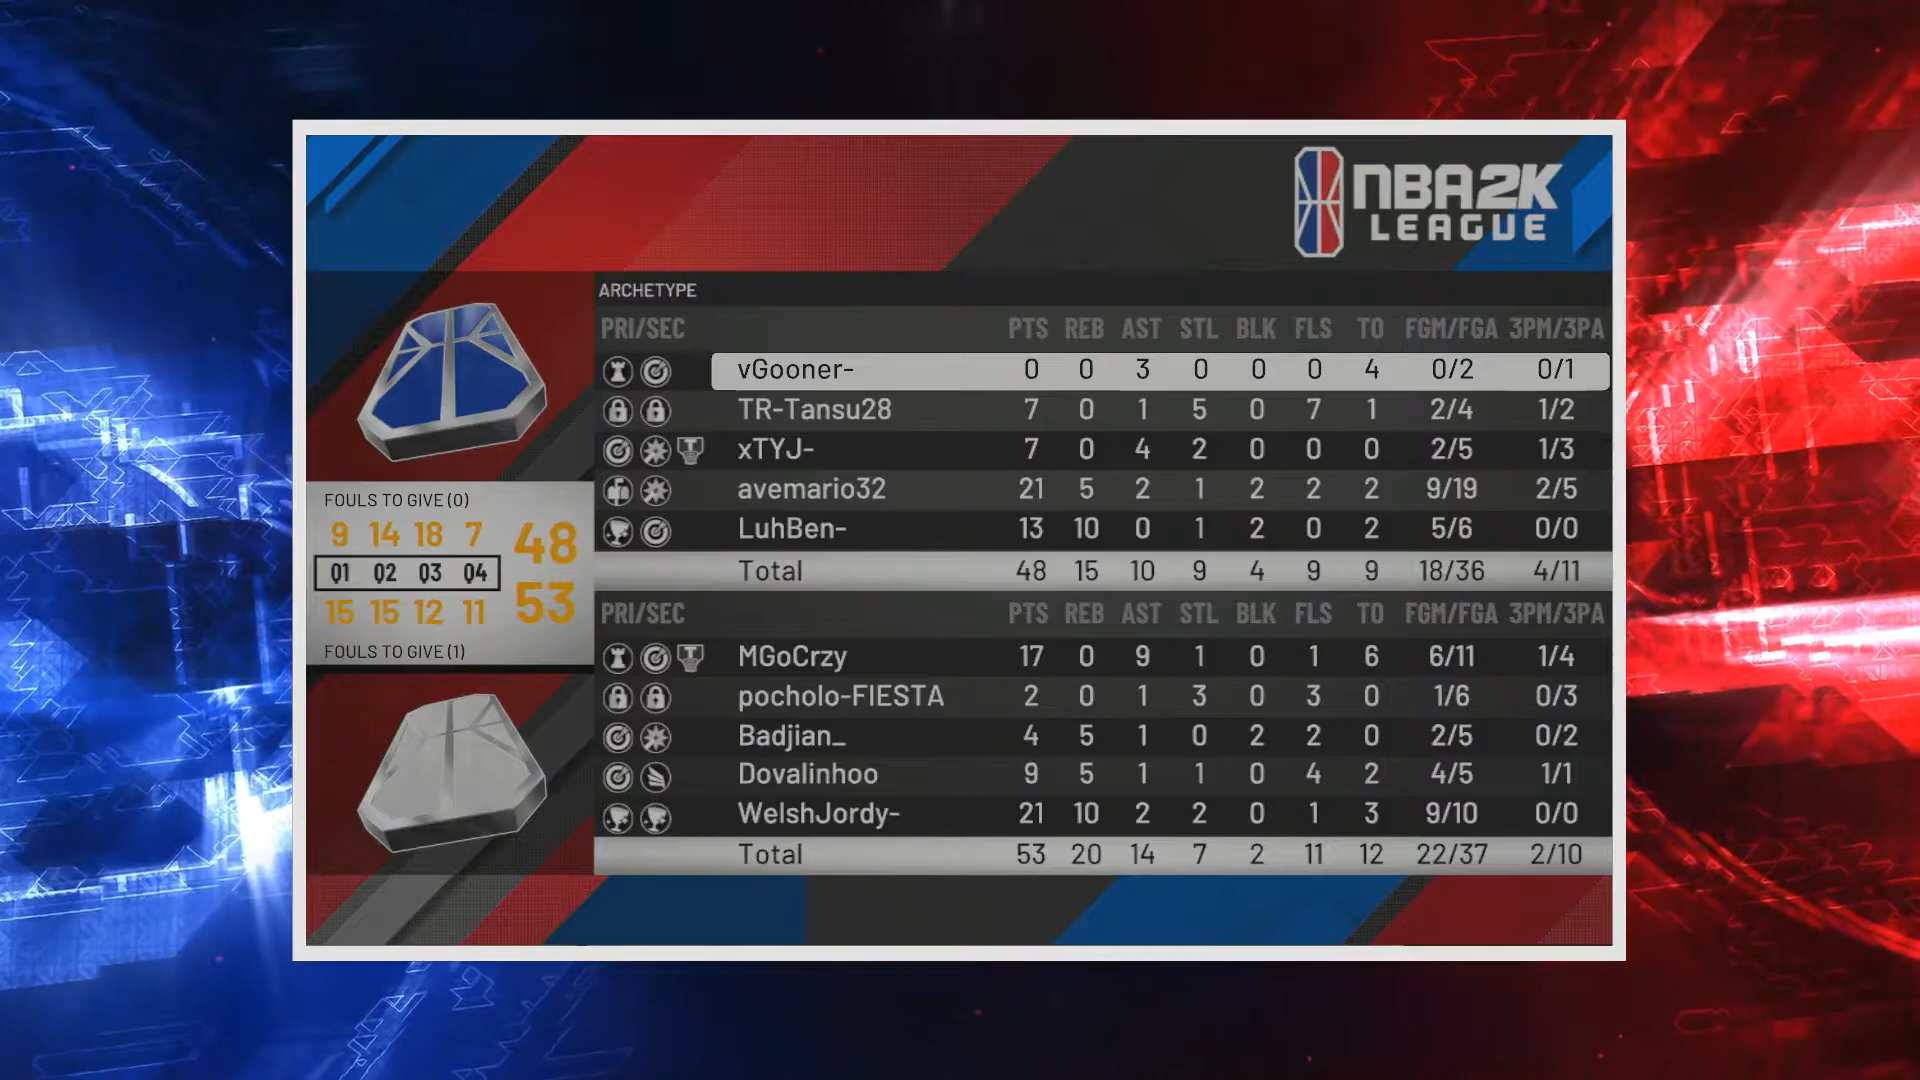 NBA2K
LEAGUE
ARCHETYPE
PRI/SEC PTS REB AST STL BLK FLS TO FGM/FGA 3PM/3PA
vGooner- 0 0 3 0 0 0 4 0/2 0/1
TR-Tansu28 7 0 1 5 0 7 1 2/4 1/2
xTYJ- 7 0 4 2 0 0 0 2/5 1/3
avemario32 21 5 2 1 2 2 2 9/19 2/5
LuhBen- 13 10 0 1 2 0 2 5/6 0/0
Total 48 15 10 9 4 9 9 18/36 4/11
FOULS TO GIVE (0)
9 14 18 7 48
Q1 Q2 Q3 Q4
15 15 12 11 53
FOULS TO GIVE (1)
PRI/SEC PTS REB AST STL BLK FLS TO FGM/FGA 3PM/3PA
MGoCrzy 17 0 9 1 0 1 6 6/11 1/4
pocholo-FIESTA 2 0 1 3 0 3 0 1/6 0/3
Badjian_ 4 5 1 0 2 2 0 2/5 0/2
Dovalinhoo 9 5 1 1 0 4 2 4/5 1/1
WelshJordy- 21 10 2 2 0 1 3 9/10 0/0
Total 53 20 14 7 2 11 12 22/37 2/10